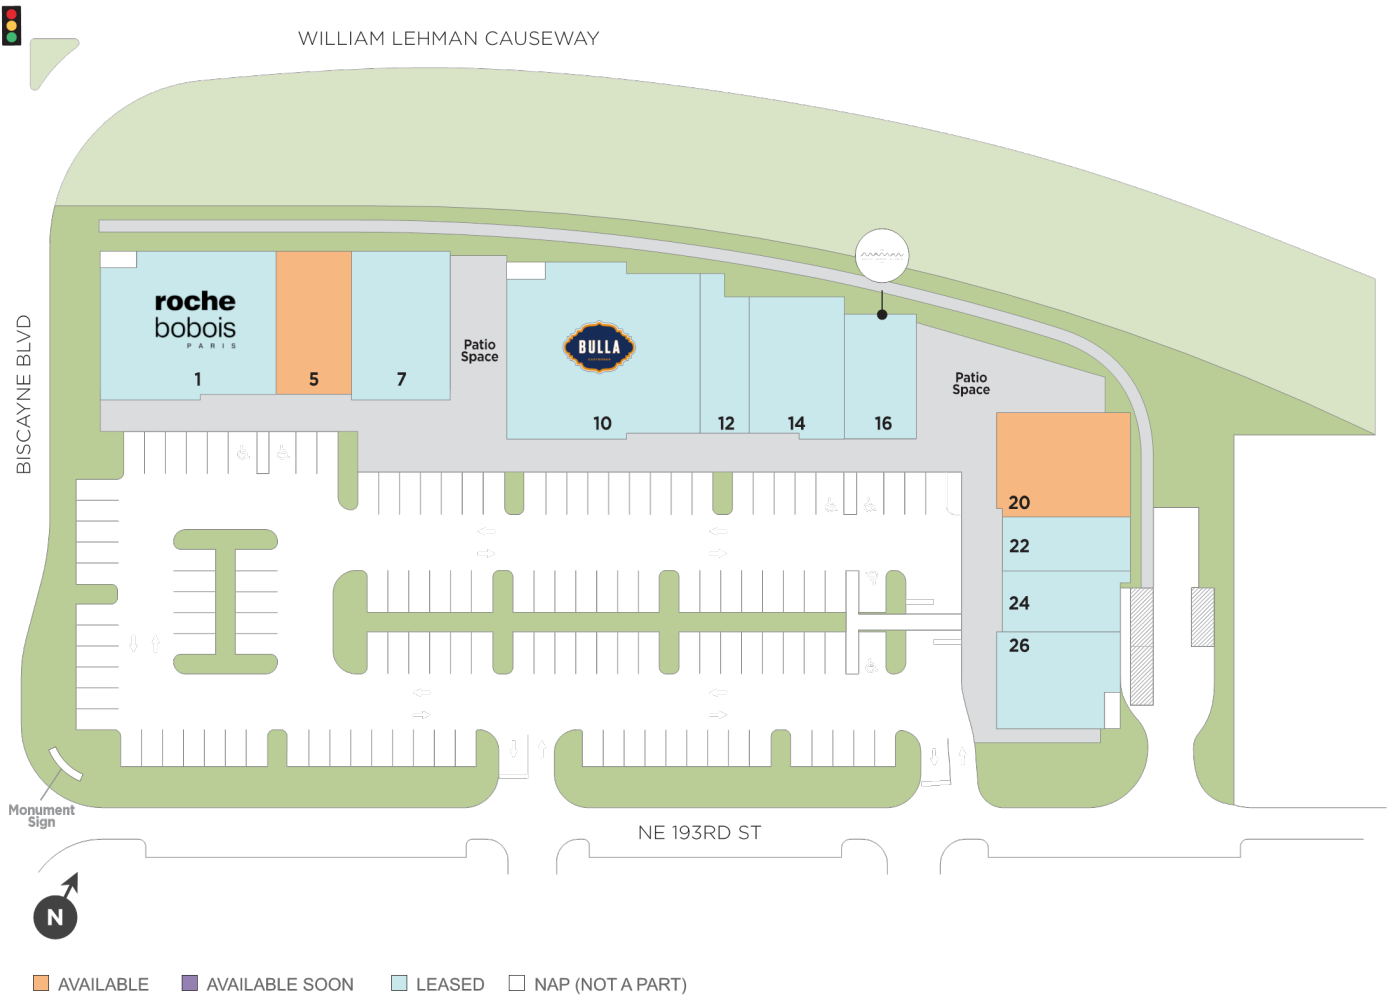 WILLIAM LEHMAN CAUSEWAY
BISCAYNE BLVD
roche
bobois
PARIS
1
5
7
Patio
Space
BULLA
10
12
14
16
Patio
Space
20
22
24
26
Monument
Sign
NE 193RD ST
N
AVAILABLE
AVAILABLE SOON
LEASED
NAP (NOT A PART)